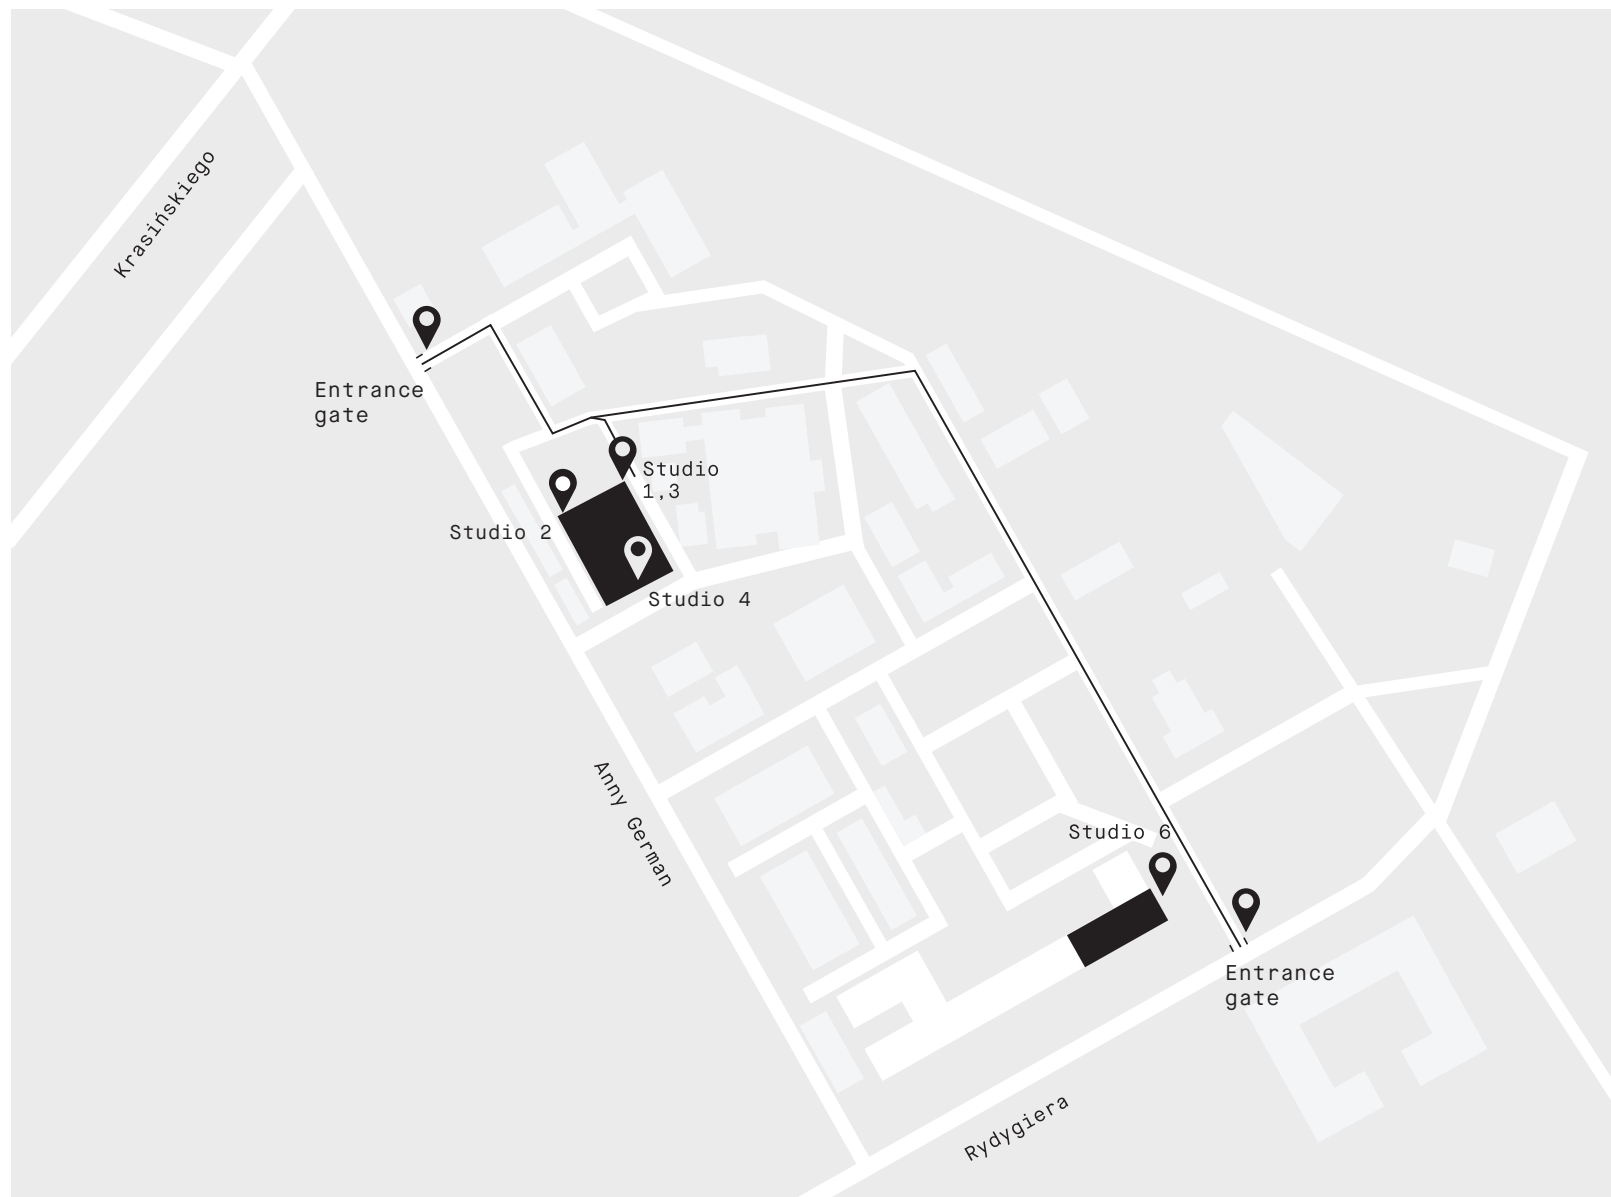 Krasińskiego
Entrance
gate
Studio
1,3
Studio 2
Studio 4
Anny German
Studio 6
Entrance
gate
Rydygiera